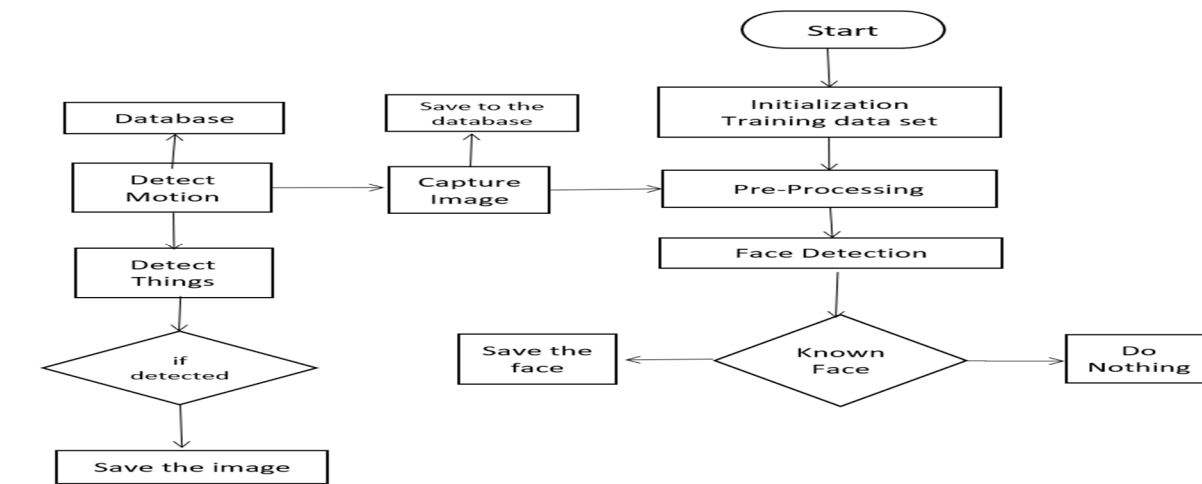 Start
Initialization
Training data set
Save to the
database
Database
Detect
Motion
Capture
Image
Pre-Processing
Face Detection
Detect
Things
if
detected
Save the
face
Known
Face
Do
Nothing
Save the image